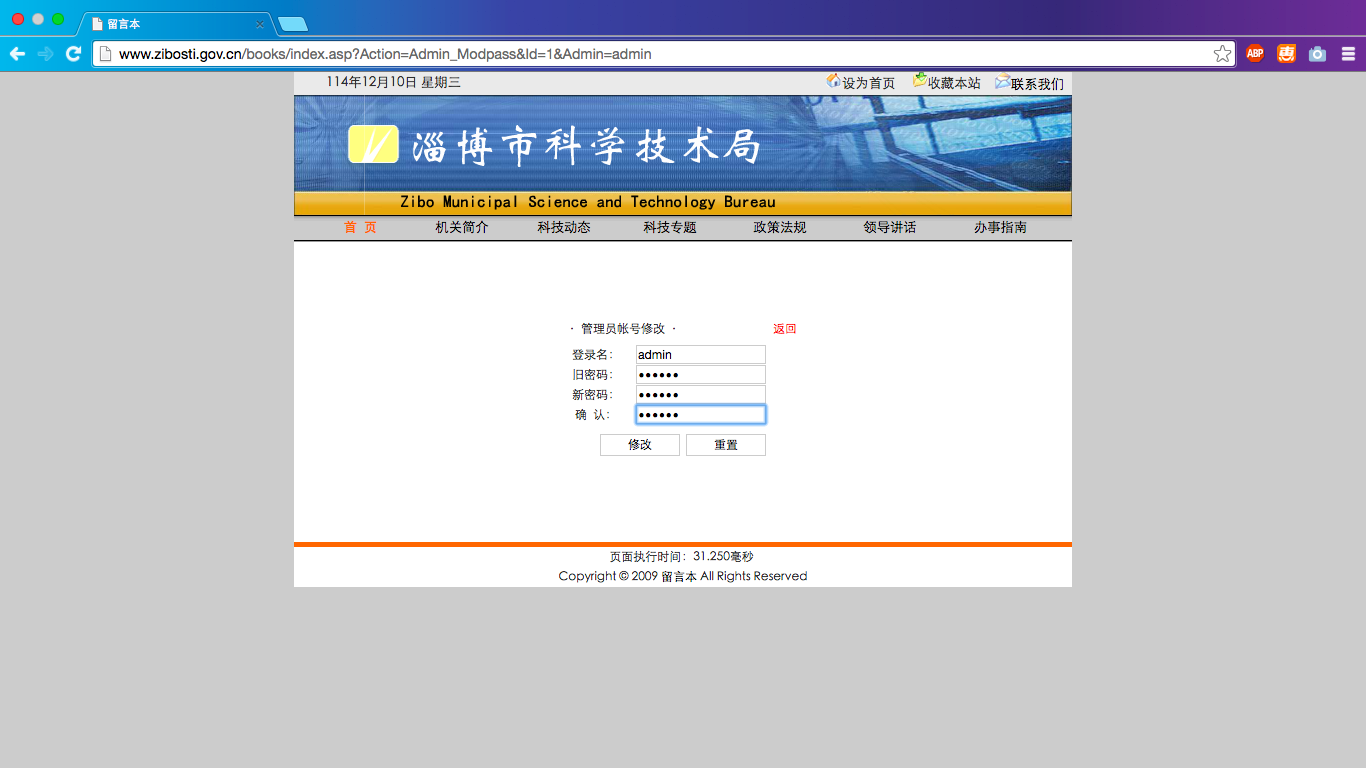 留言本
www.zibosti.gov.cn/books/index.asp?Action=Admin_Modpass&Id=1&Admin=admin
ABP
114年12月10日 星期三 设为首页 收藏本站 联系我们
淄博市科学技术局
Zibo Municipal Science and Technology Bureau
首 页 机关简介 科技动态 科技专题 政策法规 领导讲话 办事指南
· 管理员帐号修改 · 返回
登录名: admin
旧密码: ••••••
新密码: ••••••
确 认: ••••••
修改 重置
页面执行时间: 31.250毫秒
Copyright © 2009 留言本 All Rights Reserved